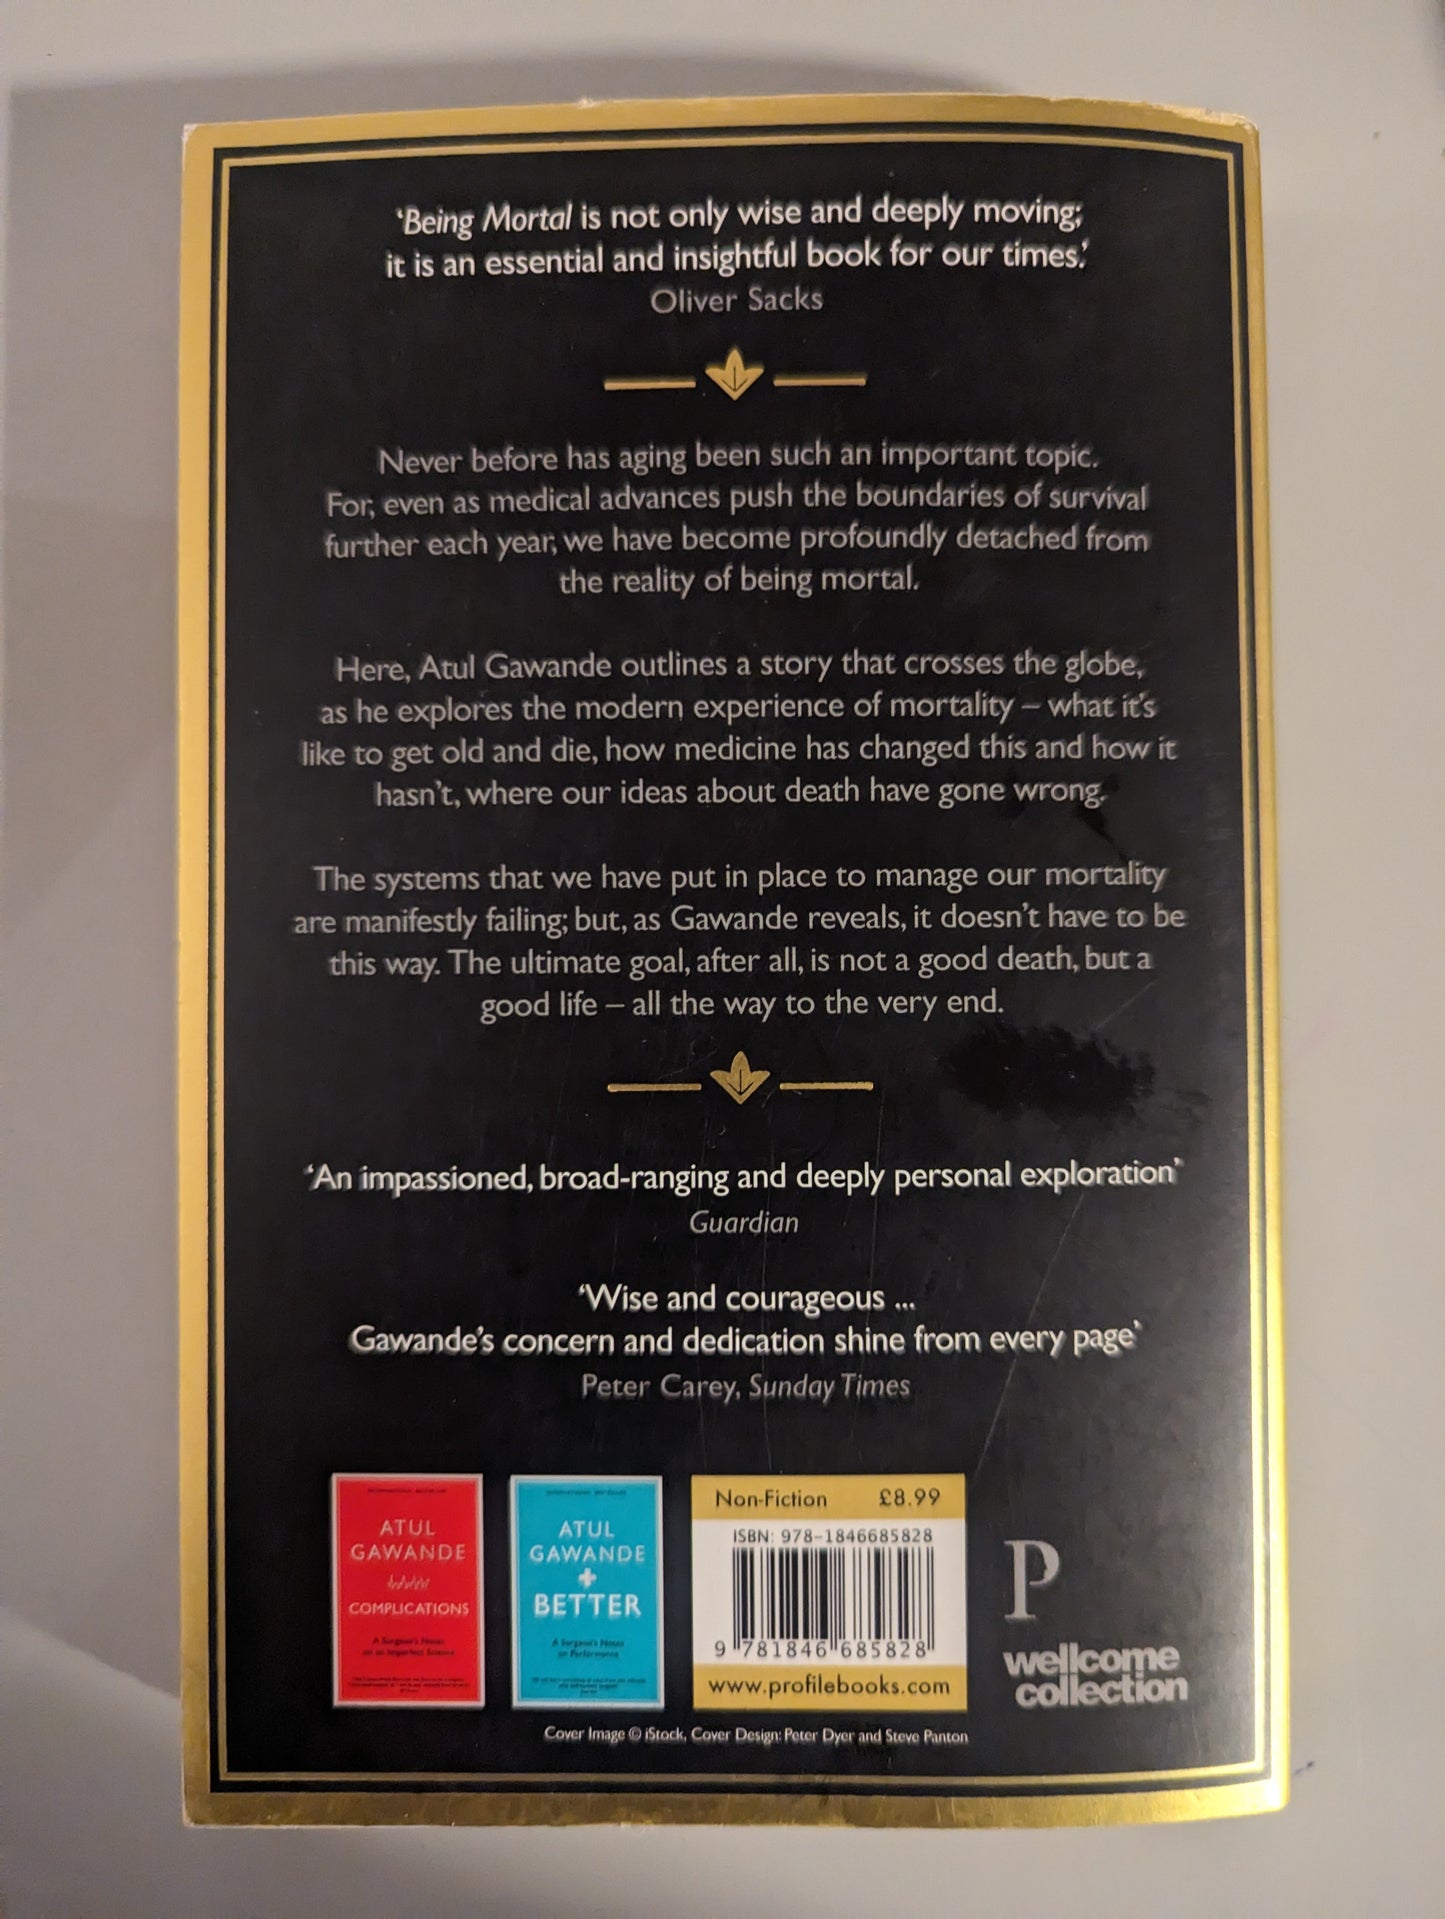 ‘Being Mortal is not only wise and deeply moving;
it is an essential and insightful book for our times.’
Oliver Sacks
Never before has aging been such an important topic.
For, even as medical advances push the boundaries of survival
further each year, we have become profoundly detached from
the reality of being mortal.
Here, Atul Gawande outlines a story that crosses the globe,
as he explores the modern experience of mortality – what it’s
like to get old and die, how medicine has changed this and how it
hasn’t, where our ideas about death have gone wrong.
The systems that we have put in place to manage our mortality
are manifestly failing; but, as Gawande reveals, it doesn’t have to be
this way. The ultimate goal, after all, is not a good death, but a
good life – all the way to the very end.
‘An impassioned, broad-ranging and deeply personal exploration’
Guardian
‘Wise and courageous ...
Gawande’s concern and dedication shine from every page’
Peter Carey, Sunday Times
ATUL
GAWANDE
COMPLICATIONS
A Surgeon's Notes
on an Imperfect Science
ATUL
GAWANDE
+
BETTER
A Surgeon's Notes
on Performance
Non-Fiction £8.99
ISBN: 978-1846685828
9 781846 685828
www.profilebooks.com
P
wellcome
collection
Cover Image © iStock, Cover Design: Peter Dyer and Steve Panton